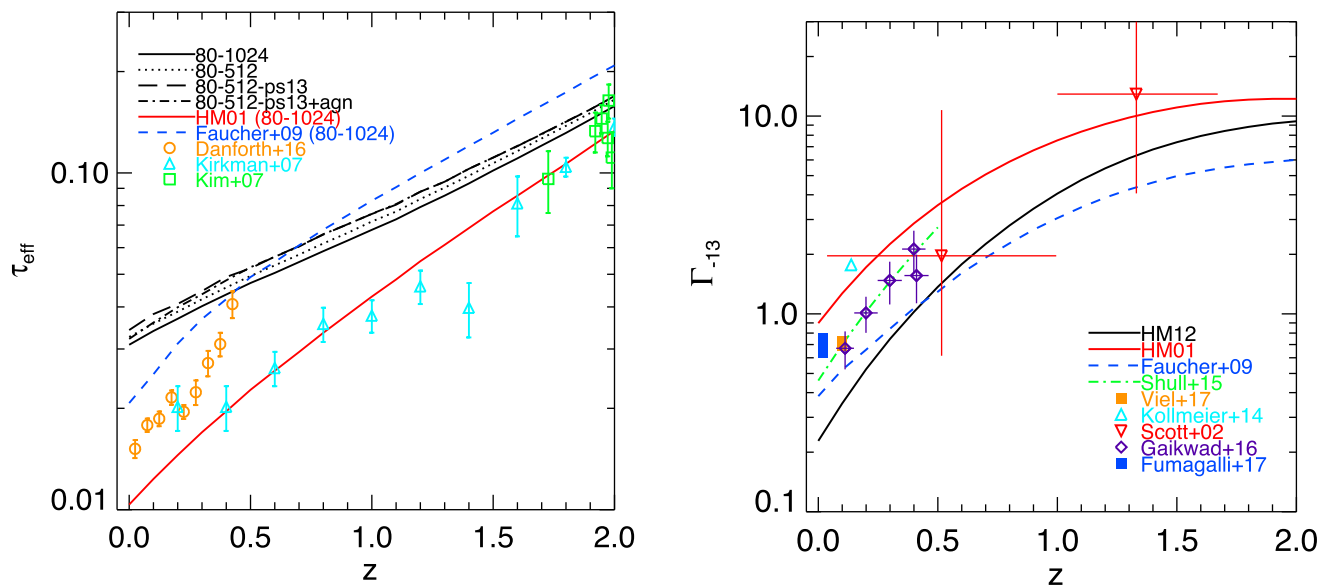 80-1024
80-512
80-512-ps13
80-512-ps13+agn
HM01 (80-1024)
Faucher+09 (80-1024)
Danforth+16
Kirkman+07
Kim+07
0.10
0.01
τeff
0.0 0.5 1.0 1.5 2.0
z
10.0
1.0
0.1
Γ-13
HM12
HM01
Faucher+09
Shull+15
Viel+17
Kollmeier+14
Scott+02
Gaikwad+16
Fumagalli+17
0.0 0.5 1.0 1.5 2.0
z